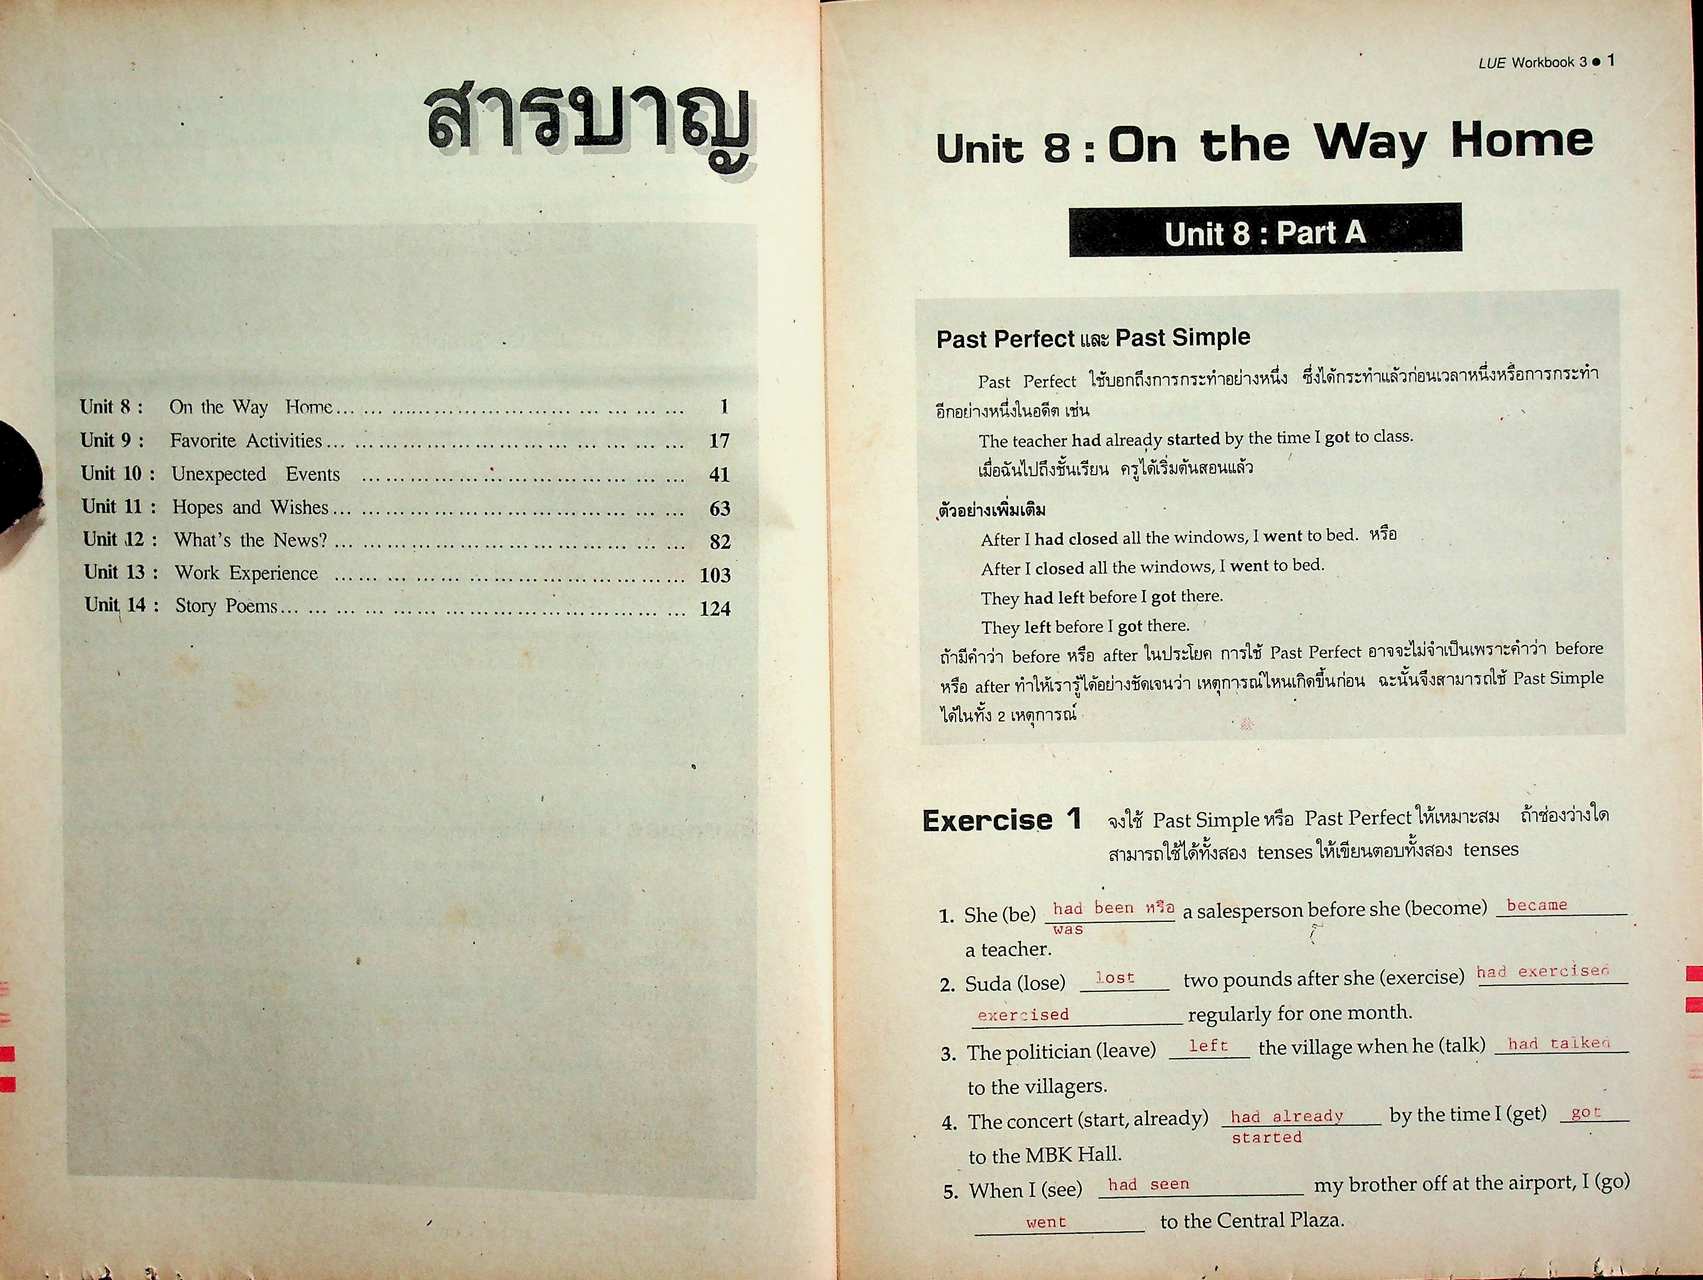 สารบาญ
Unit 8 : On the Way Home... ... ................................ ... ... ... ... 1
Unit 9 : Favorite Activities... ... ................................ ... ... ... 17
Unit 10 : Unexpected Events ................................ ... ... ... 41
Unit 11 : Hopes and Wishes... ... ................................ ... ... ... 63
Unit 12 : What's the News? ... ... ................................ ... ... ... 82
Unit 13 : Work Experience ... ... ................................ ... ... ... 103
Unit 14 : Story Poems... ... ... ... ................................ ... ... ... 124
LUE Workbook 3 ● 1
Unit 8 : On the Way Home
Unit 8 : Part A
Past Perfect และ Past Simple
Past Perfect ใช้บอกถึงการกระทำอย่างหนึ่ง ซึ่งได้กระทำแล้วก่อนเวลาหนึ่งหรือการกระทำ
อีกอย่างหนึ่งในอดีต เช่น
The teacher had already started by the time I got to class.
เมื่อฉันไปถึงชั้นเรียน ครูได้เริ่มต้นสอนแล้ว
ตัวอย่างเพิ่มเติม
After I had closed all the windows, I went to bed. หรือ
After I closed all the windows, I went to bed.
They had left before I got there.
They left before I got there.
ถ้ามีคำว่า before หรือ after ในประโยค การใช้ Past Perfect อาจจะไม่จำเป็นเพราะคำว่า before
หรือ after ทำให้เรารู้ได้อย่างชัดเจนว่า เหตุการณ์ไหนเกิดขึ้นก่อน ฉะนั้นจึงสามารถใช้ Past Simple
ได้ในทั้ง 2 เหตุการณ์
Exercise 1 จงใช้ Past Simple หรือ Past Perfect ให้เหมาะสม ถ้าช่องว่างใด
สามารถใช้ได้ทั้งสอง tenses ให้เขียนตอบทั้งสอง tenses
1. She (be) had been หรือ a salesperson before she (become) became
was
a teacher.
2. Suda (lose) lost two pounds after she (exercise) had exercised
exercised regularly for one month.
3. The politician (leave) left the village when he (talk) had talked
to the villagers.
4. The concert (start, already) had already by the time I (get) got
started
to the MBK Hall.
5. When I (see) had seen my brother off at the airport, I (go)
went to the Central Plaza.